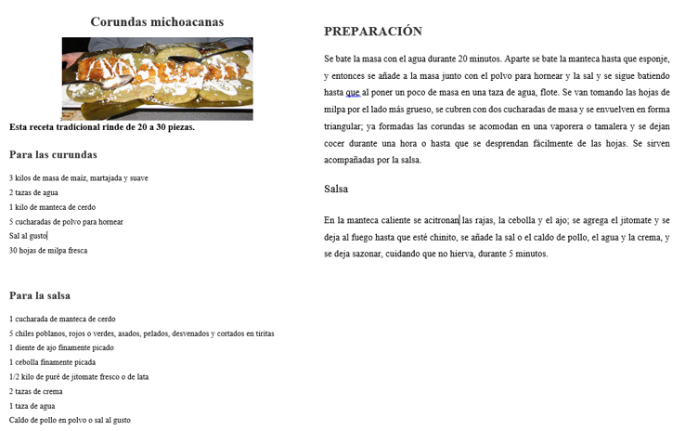 Corundas michoacanas
Esta receta tradicional rinde de 20 a 30 piezas.
Para las curundas
3 kilos de masa de maíz, martajada y suave
2 tazas de agua
1 kilo de manteca de cerdo
5 cucharadas de polvo para hornear
Sal al gusto
30 hojas de milpa fresca
Para la salsa
1 cucharada de manteca de cerdo
5 chiles poblanos, rojos o verdes, asados, pelados, desvenados y cortados en tiritas
1 diente de ajo finamente picado
1 cebolla finamente picada
1/2 kilo de puré de jitomate fresco o de lata
2 tazas de crema
1 taza de agua
Caldo de pollo en polvo o sal al gusto
PREPARACIÓN
Se bate la masa con el agua durante 20 minutos. Aparte se bate la manteca hasta que esponje,
y entonces se añade a la masa junto con el polvo para hornear y la sal y se sigue batiendo
hasta que al poner un poco de masa en una taza de agua, flote. Se van tomando las hojas de
milpa por el lado más grueso, se cubren con dos cucharadas de masa y se envuelven en forma
triangular; ya formadas las corundas se acomodan en una vaporera o tamalera y se dejan
cocer durante una hora o hasta que se desprendan fácilmente de las hojas. Se sirven
acompañadas por la salsa.
Salsa
En la manteca caliente se acitronan las rajas, la cebolla y el ajo; se agrega el jitomate y se
deja al fuego hasta que esté chinito, se añade la sal o el caldo de pollo, el agua y la crema, y
se deja sazonar, cuidando que no hierva, durante 5 minutos.